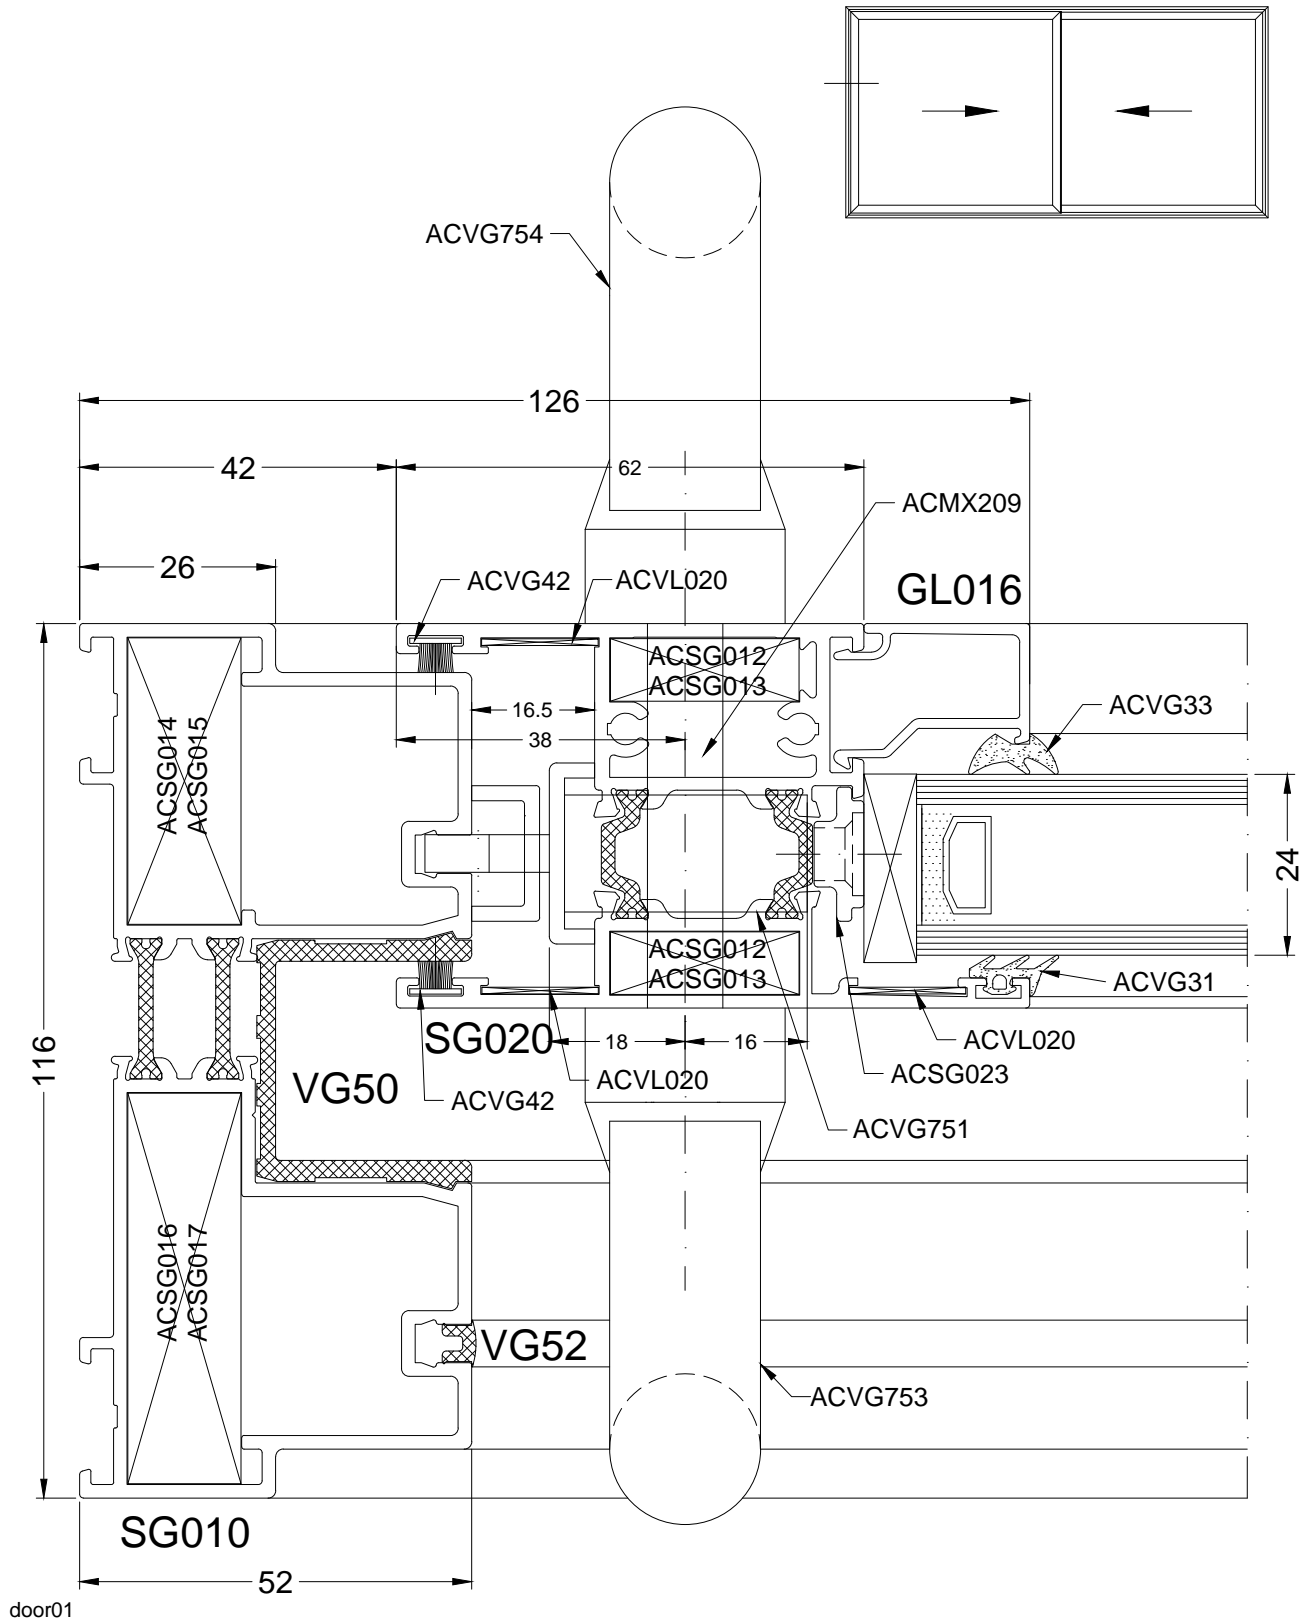 ACVG754
126
42
62
ACMX209
26
ACVG42
ACVL020
GL016
ACSG012
ACSG013
ACSG014
ACSG015
16.5
38
ACVG33
24
ACSG012
ACSG013
ACVG31
SG020
18
16
ACVL020
116
VG50
ACVG42
ACVL020
ACSG023
ACVG751
ACSG016
ACSG017
VG52
ACVG753
SG010
52
door01